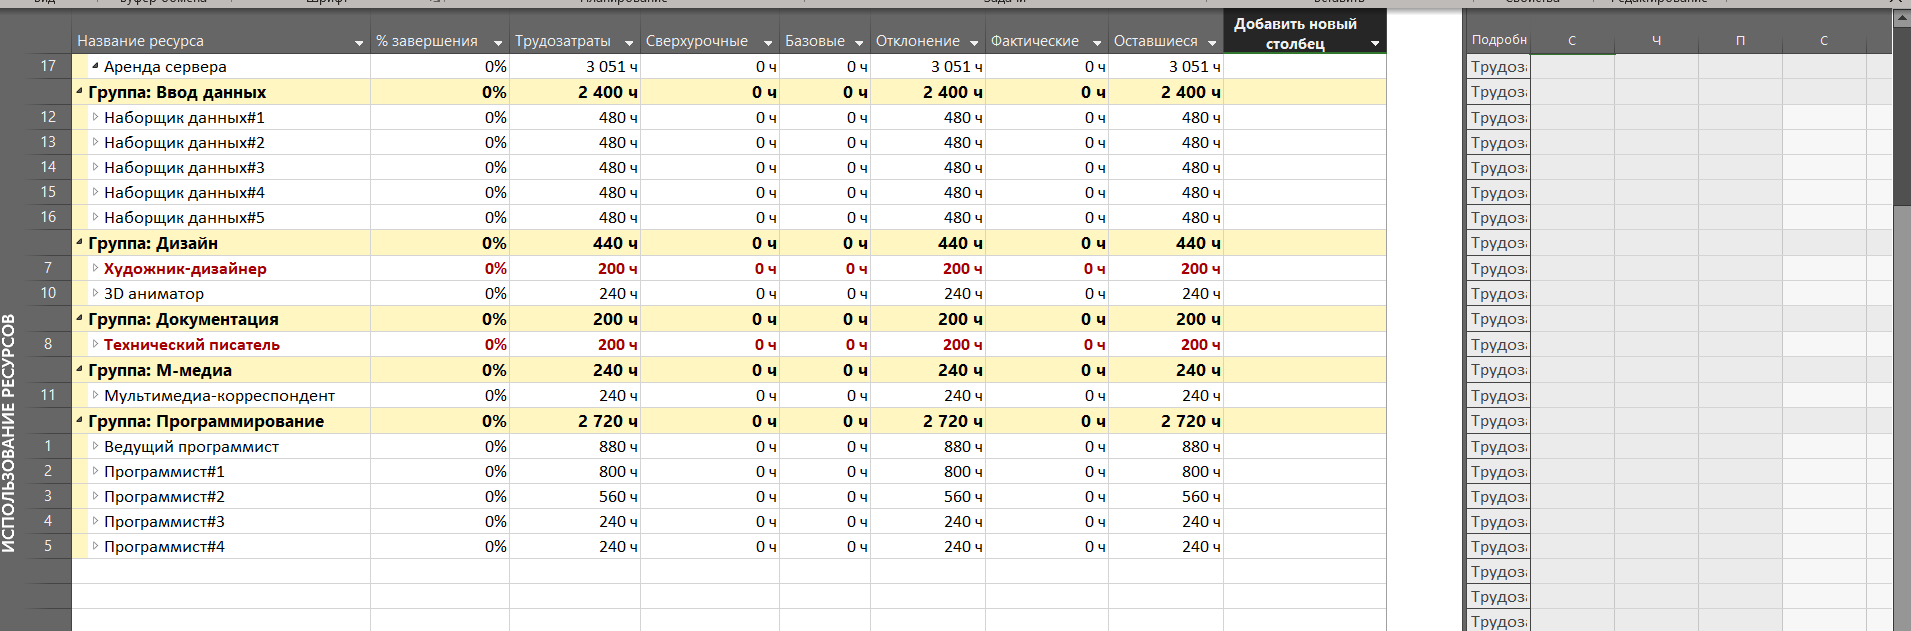 Вид Буфер обмена Шрифт Планирование Задачи Вставить Свойства Редактирование
Название ресурса % завершения Трудозатраты Сверхурочные Базовые Отклонение Фактические Оставшиеся Добавить новый столбец Подробн С Ч П С
17 Аренда сервера 0% 3 051 ч 0 ч 0 ч 3 051 ч 0 ч 3 051 ч Трудоз
Группа: Ввод данных 0% 2 400 ч 0 ч 0 ч 2 400 ч 0 ч 2 400 ч Трудоз
12 Наборщик данных#1 0% 480 ч 0 ч 0 ч 480 ч 0 ч 480 ч Трудоз
13 Наборщик данных#2 0% 480 ч 0 ч 0 ч 480 ч 0 ч 480 ч Трудоз
14 Наборщик данных#3 0% 480 ч 0 ч 0 ч 480 ч 0 ч 480 ч Трудоз
15 Наборщик данных#4 0% 480 ч 0 ч 0 ч 480 ч 0 ч 480 ч Трудоз
16 Наборщик данных#5 0% 480 ч 0 ч 0 ч 480 ч 0 ч 480 ч Трудоз
Группа: Дизайн 0% 440 ч 0 ч 0 ч 440 ч 0 ч 440 ч Трудоз
7 Художник-дизайнер 0% 200 ч 0 ч 0 ч 200 ч 0 ч 200 ч Трудоз
10 3D аниматор 0% 240 ч 0 ч 0 ч 240 ч 0 ч 240 ч Трудоз
Группа: Документация 0% 200 ч 0 ч 0 ч 200 ч 0 ч 200 ч Трудоз
8 Технический писатель 0% 200 ч 0 ч 0 ч 200 ч 0 ч 200 ч Трудоз
Группа: М-медиа 0% 240 ч 0 ч 0 ч 240 ч 0 ч 240 ч Трудоз
11 Мультимедиа-корреспондент 0% 240 ч 0 ч 0 ч 240 ч 0 ч 240 ч Трудоз
Группа: Программирование 0% 2 720 ч 0 ч 0 ч 2 720 ч 0 ч 2 720 ч Трудоз
1 Ведущий программист 0% 880 ч 0 ч 0 ч 880 ч 0 ч 880 ч Трудоз
2 Программист#1 0% 800 ч 0 ч 0 ч 800 ч 0 ч 800 ч Трудоз
3 Программист#2 0% 560 ч 0 ч 0 ч 560 ч 0 ч 560 ч Трудоз
4 Программист#3 0% 240 ч 0 ч 0 ч 240 ч 0 ч 240 ч Трудоз
5 Программист#4 0% 240 ч 0 ч 0 ч 240 ч 0 ч 240 ч Трудоз
Трудоз
Трудоз
Трудоз
ИСПОЛЬЗОВАНИЕ РЕСУРСОВ